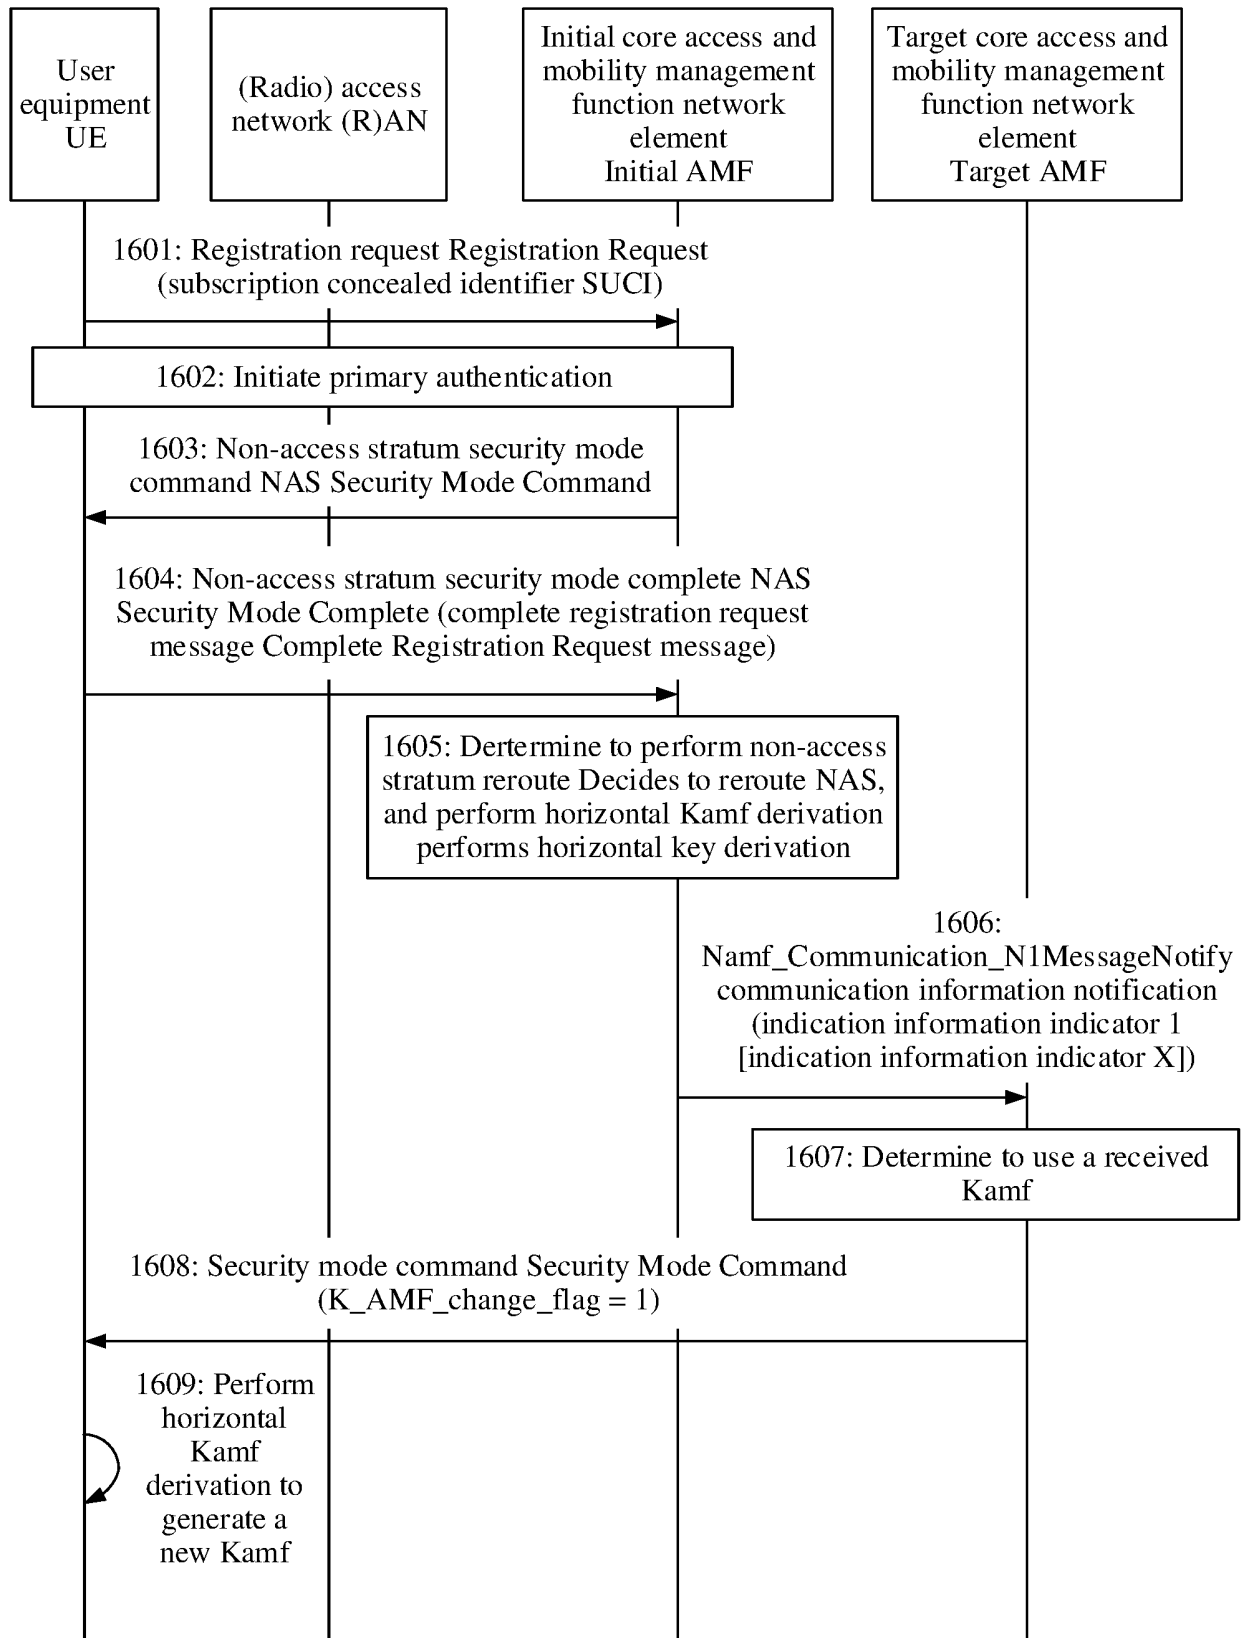 User
equipment
UE
(Radio) access
network (R)AN
Initial core access and
mobility management
function network
element
Initial AMF
Target core access and
mobility management
function network
element
Target AMF
1601: Registration request Registration Request
(subscription concealed identifier SUCI)
1602: Initiate primary authentication
1603: Non-access stratum security mode
command NAS Security Mode Command
1604: Non-access stratum security mode complete NAS
Security Mode Complete (complete registration request
message Complete Registration Request message)
1605: Dertermine to perform non-access
stratum reroute Decides to reroute NAS,
and perform horizontal Kamf derivation
performs horizontal key derivation
1606:
Namf_Communication_N1MessageNotify
communication information notification
(indication information indicator 1
[indication information indicator X])
1607: Determine to use a received
Kamf
1608: Security mode command Security Mode Command
(K_AMF_change_flag = 1)
1609: Perform
horizontal
Kamf
derivation to
generate a
new Kamf